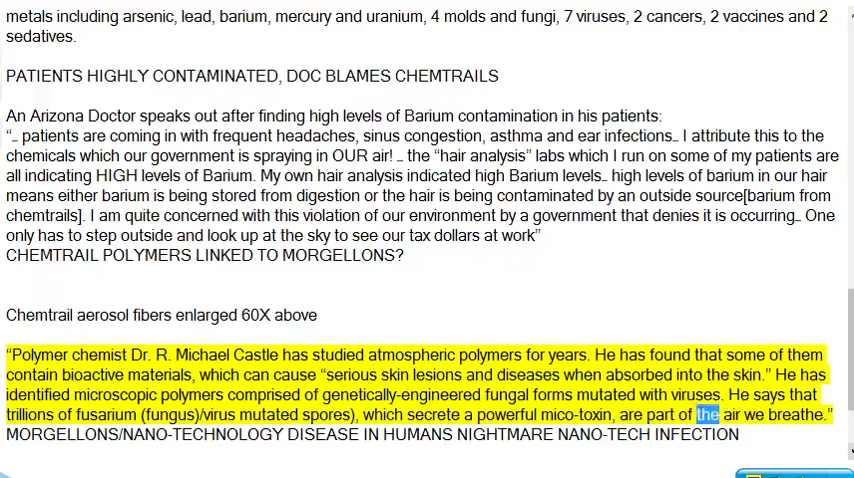 metals including arsenic, lead, barium, mercury and uranium, 4 molds and fungi, 7 viruses, 2 cancers, 2 vaccines and 2
sedatives.
PATIENTS HIGHLY CONTAMINATED, DOC BLAMES CHEMTRAILS
An Arizona Doctor speaks out after finding high levels of Barium contamination in his patients:
“… patients are coming in with frequent headaches, sinus congestion, asthma and ear infections… I attribute this to the
chemicals which our government is spraying in OUR air! … the “hair analysis” labs which I run on some of my patients are
all indicating HIGH levels of Barium. My own hair analysis indicated high Barium levels… high levels of barium in our hair
means either barium is being stored from digestion or the hair is being contaminated by an outside source[barium from
chemtrails]. I am quite concerned with this violation of our environment by a government that denies it is occurring… One
only has to step outside and look up at the sky to see our tax dollars at work”
CHEMTRAIL POLYMERS LINKED TO MORGELLONS?
Chemtrail aerosol fibers enlarged 60X above
“Polymer chemist Dr. R. Michael Castle has studied atmospheric polymers for years. He has found that some of them
contain bioactive materials, which can cause “serious skin lesions and diseases when absorbed into the skin.” He has
identified microscopic polymers comprised of genetically-engineered fungal forms mutated with viruses. He says that
trillions of fusarium (fungus)/virus mutated spores), which secrete a powerful mico-toxin, are part of the air we breathe.”
MORGELLONS/NANO-TECHNOLOGY DISEASE IN HUMANS NIGHTMARE NANO-TECH INFECTION